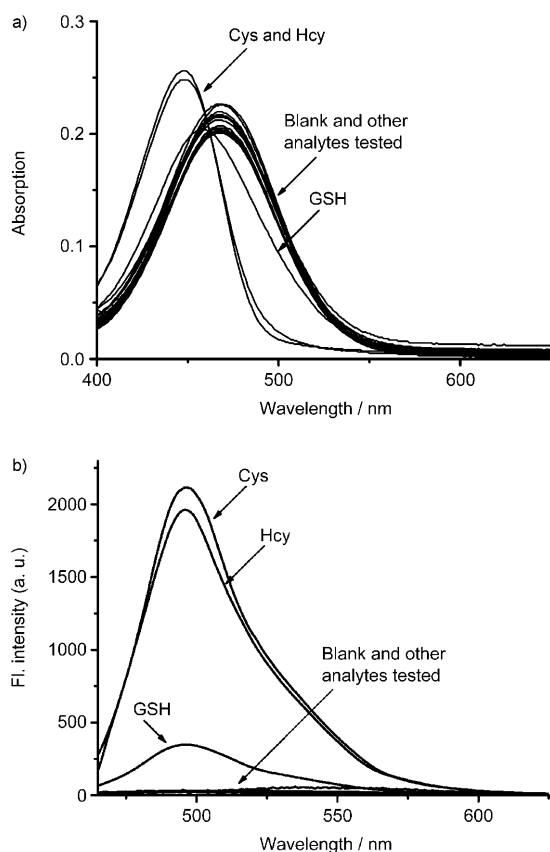 a)
0.3
0.2
0.1
0.0
Absorption
Cys and Hcy
Blank and other
analytes tested
GSH
400
500
600
Wavelength / nm
b)
2000
1500
1000
500
0
Fl. intensity (a. u.)
Cys
Hcy
Blank and other
analytes tested
GSH
500
550
600
Wavelength / nm